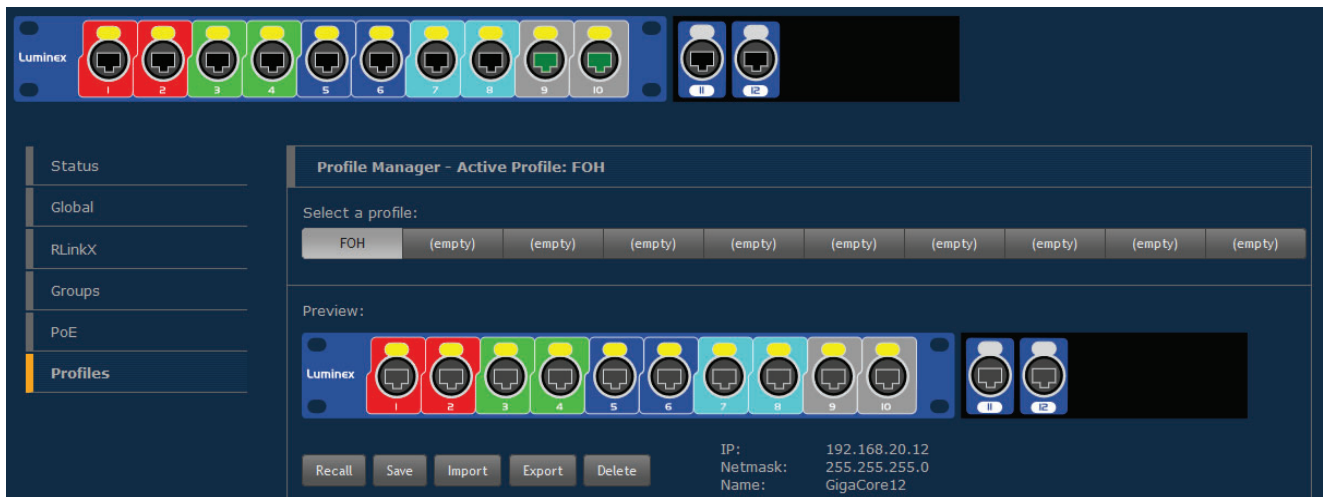 Luminex
1 2 3 4 5 6 7 8 9 10 11 12
Status
Global
RLinkX
Groups
PoE
Profiles
Profile Manager - Active Profile: FOH
Select a profile:
FOH (empty) (empty) (empty) (empty) (empty) (empty) (empty) (empty) (empty)
Preview:
Luminex
1 2 3 4 5 6 7 8 9 10 11 12
Recall Save Import Export Delete
IP: 192.168.20.12
Netmask: 255.255.255.0
Name: GigaCore12